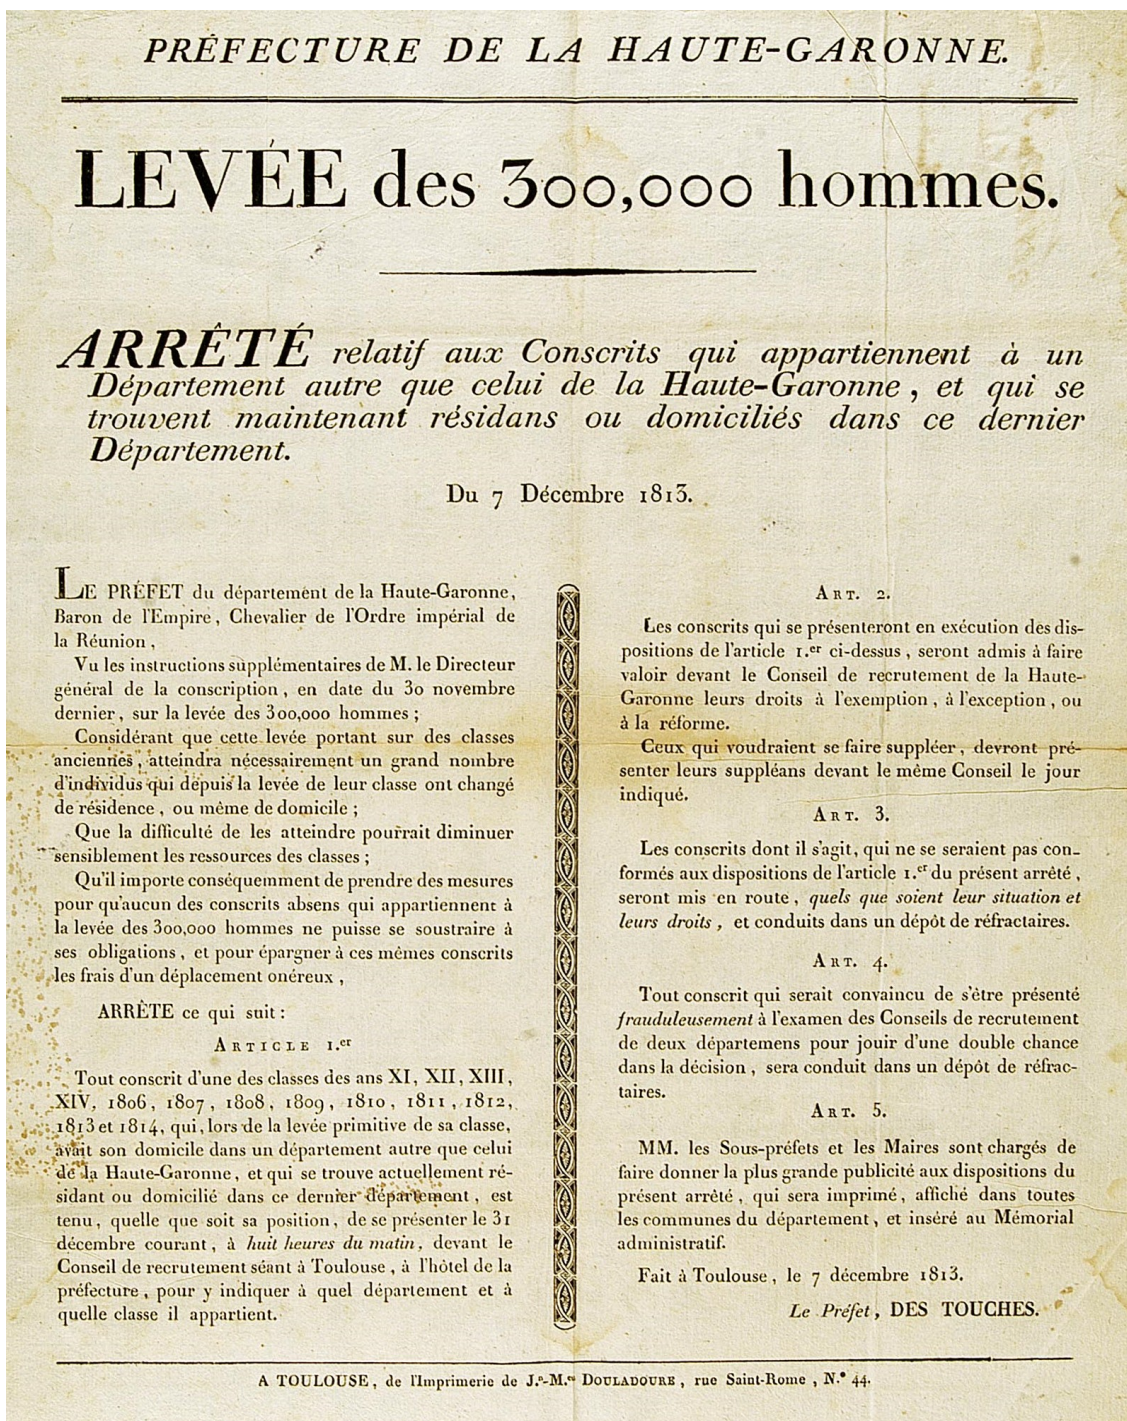 PRÉFECTURE DE LA HAUTE-GARONNE.
LEVÉE des 300,000 hommes.
ARRÊTÉ relatif aux Conscrits qui appartiennent à un
Département autre que celui de la Haute-Garonne, et qui se
trouvent maintenant résidans ou domiciliés dans ce dernier
Département.
Du 7 Décembre 1813.
LE PRÉFET du département de la Haute-Garonne,
Baron de l'Empire, Chevalier de l'Ordre impérial de
la Réunion,
Vu les instructions supplémentaires de M. le Directeur
général de la conscription, en date du 30 novembre
dernier, sur la levée des 300,000 hommes;
Considérant que cette levée portant sur des classes
anciennes, atteindra nécessairement un grand nombre
d'individus qui depuis la levée de leur classe ont changé
de résidence, ou même de domicile;
Que la difficulté de les atteindre pourrait diminuer
sensiblement les ressources des classes;
Qu'il importe conséquemment de prendre des mesures
pour qu'aucun des conscrits absens qui appartiennent à
la levée des 300,000 hommes ne puisse se soustraire à
ses obligations, et pour épargner à ces mêmes conscrits
les frais d'un déplacement onéreux,
ARRÊTE ce qui suit:
ARTICLE 1.er
Tout conscrit d'une des classes des ans XI, XII, XIII,
XIV, 1806, 1807, 1808, 1809, 1810, 1811, 1812,
1813 et 1814, qui, lors de la levée primitive de sa classe,
avait son domicile dans un département autre que celui
de la Haute-Garonne, et qui se trouve actuellement ré-
sidant ou domicilié dans ce dernier département, est
tenu, quelle que soit sa position, de se présenter le 31
décembre courant, à huit heures du matin, devant le
Conseil de recrutement séant à Toulouse, à l'hôtel de la
préfecture, pour y indiquer à quel département et à
quelle classe il appartient.
ART. 2.
Les conscrits qui se présenteront en exécution des dis-
positions de l'article 1.er ci-dessus, seront admis à faire
valoir devant le Conseil de recrutement de la Haute-
Garonne leurs droits à l'exemption, à l'exception, ou
à la réforme.
Ceux qui voudraient se faire suppléer, devront pré-
senter leurs suppléans devant le même Conseil le jour
indiqué.
ART. 3.
Les conscrits dont il s'agit, qui ne se seraient pas con-
formés aux dispositions de l'article 1.er du présent arrêté,
seront mis en route, quels que soient leur situation et
leurs droits, et conduits dans un dépôt de réfractaires.
ART. 4.
Tout conscrit qui serait convaincu de s'être présenté
frauduleusement à l'examen des Conseils de recrutement
de deux départemens pour jouir d'une double chance
dans la décision, sera conduit dans un dépôt de réfrac-
taires.
ART. 5.
MM. les Sous-préfets et les Maires sont chargés de
faire donner la plus grande publicité aux dispositions du
présent arrêté, qui sera imprimé, affiché dans toutes
les communes du département, et inséré au Mémorial
administratif.
Fait à Toulouse, le 7 décembre 1813.
Le Préfet, DES TOUCHES.
A TOULOUSE, de l'Imprimerie de J.n-M.eu DOULADOURE, rue Saint-Rome, N.º 44.